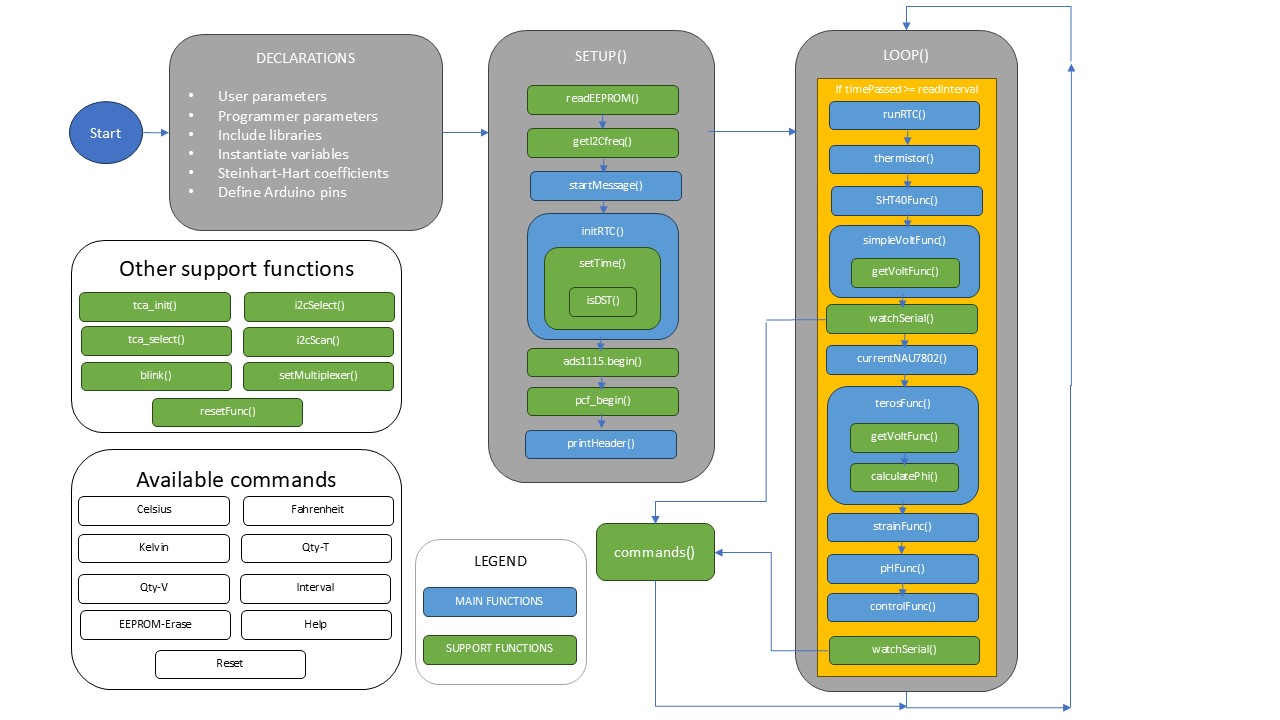 Start
DECLARATIONS
• User parameters
• Programmer parameters
• Include libraries
• Instantiate variables
• Steinhart-Hart coefficients
• Define Arduino pins
SETUP()
readEEPROM()
getI2Cfreq()
startMessage()
initRTC()
setTime()
isDST()
ads1115.begin()
pcf_begin()
printHeader()
LOOP()
If timePassed >= readInterval
runRTC()
thermistor()
SHT40Func()
simpleVoltFunc()
getVoltFunc()
watchSerial()
currentNAU7802()
terosFunc()
getVoltFunc()
calculatePhi()
strainFunc()
pHFunc()
controlFunc()
watchSerial()
commands()
Other support functions
tca_init()
i2cSelect()
tca_select()
i2cScan()
blink()
setMultiplexer()
resetFunc()
Available commands
Celsius
Fahrenheit
Kelvin
Qty-T
Qty-V
Interval
EEPROM-Erase
Help
Reset
LEGEND
MAIN FUNCTIONS
SUPPORT FUNCTIONS